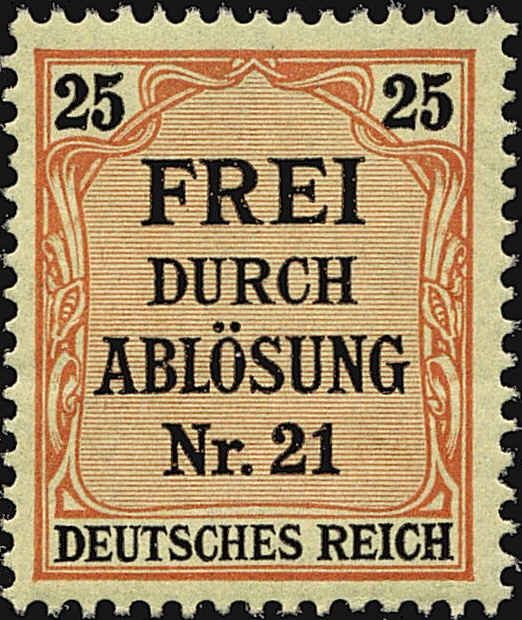 25 25
FREI
DURCH
ABLÖSUNG
Nr. 21
DEUTSCHES REICH